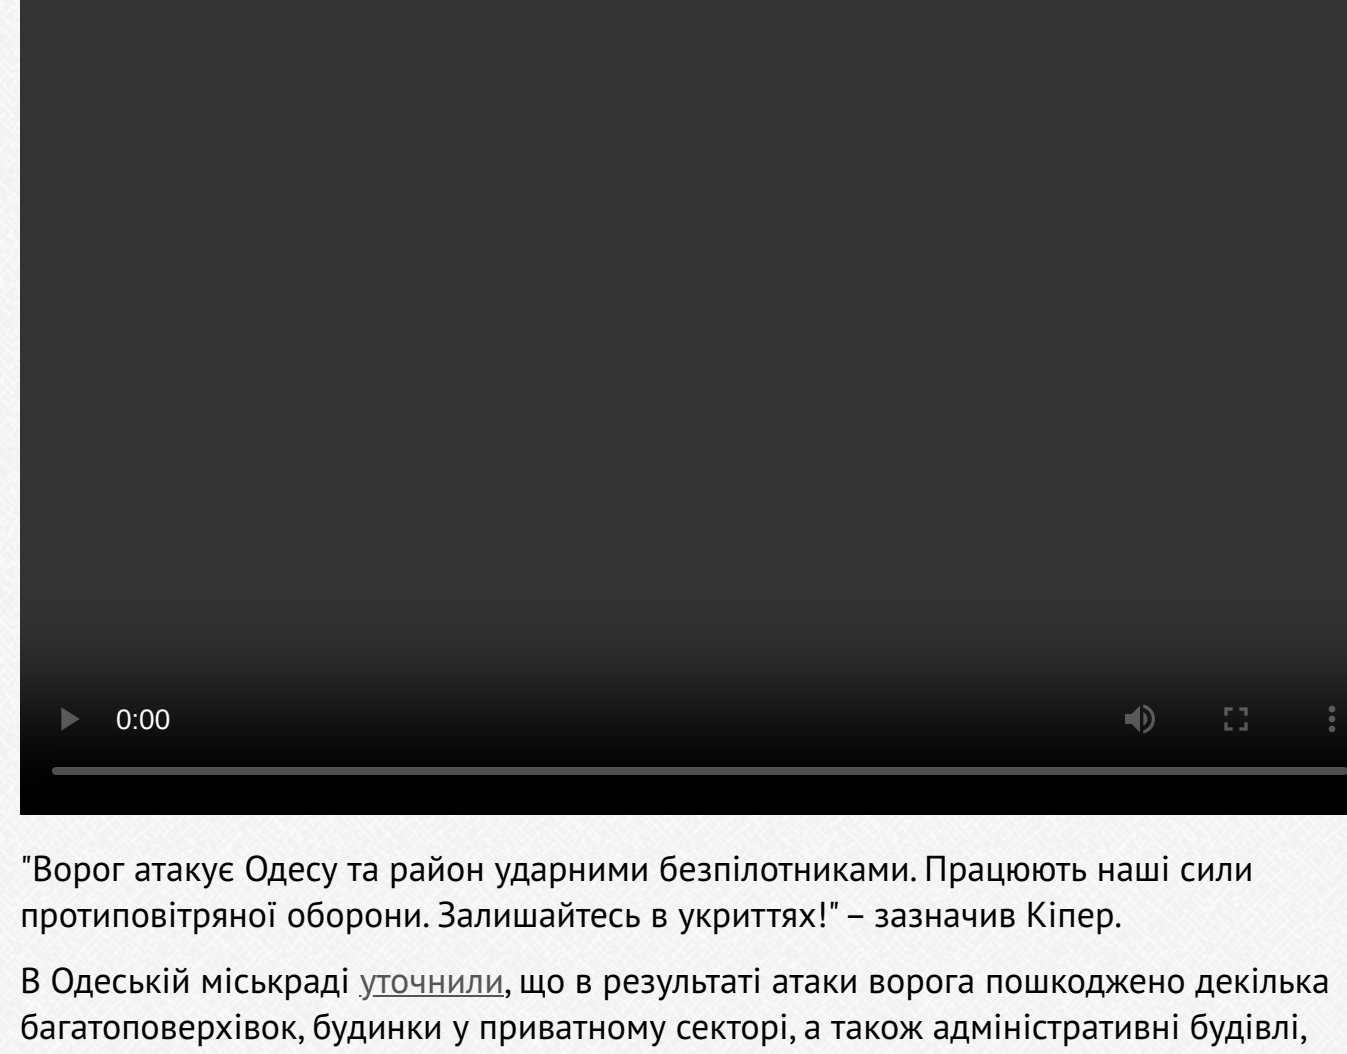 0:00
"Ворог атакує Одесу та район ударними безпілотниками. Працюють наші сили
протиповітряної оборони. Залишайтесь в укриттях!" – зазначив Кіпер.
В Одеській міськраді уточнили, що в результаті атаки ворога пошкоджено декілька
багатоповерхівок, будинки у приватному секторі, а також адміністративні будівлі,